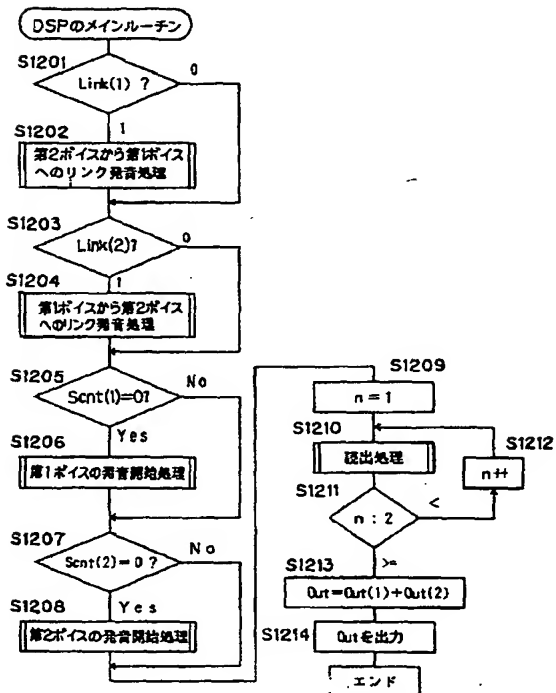 DSPのメインルーチン
S1201
Link(1) ?
0
1
S1202
第2ボイスから第1ボイス
へのリンク発音処理
S1203
Link(2)?
0
1
S1204
第1ボイスから第2ボイス
へのリンク発音処理
S1205
Scnt(1)=0?
No
Yes
S1206
第1ボイスの発音開始処理
S1207
Scnt(2)=0 ?
No
Yes
S1208
第2ボイスの発音開始処理
S1209
n=1
S1210
読出処理
S1211
n : 2
<
S1212
n++
>=
S1213
Out=Out(1)+Out(2)
S1214
Outを出力
エンド